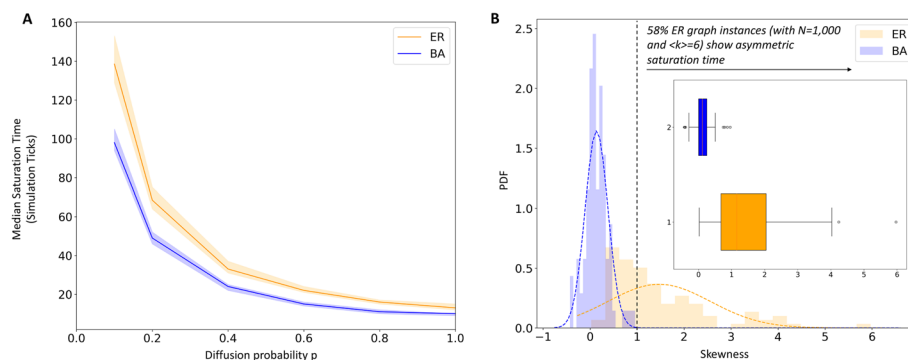 A
160
140
120
100
80
60
40
20
0.0
0.2
0.4
0.6
0.8
1.0
Median Saturation Time
(Simulation Ticks)
Diffusion probability p
ER
BA
B
58% ER graph instances (with N=1,000
and <k>=6) show asymmetric
saturation time
ER
BA
2.5
2.0
1.5
1.0
0.5
0.0
PDF
−1
0
1
2
3
4
5
6
Skewness
2
1
0
1
2
3
4
5
6